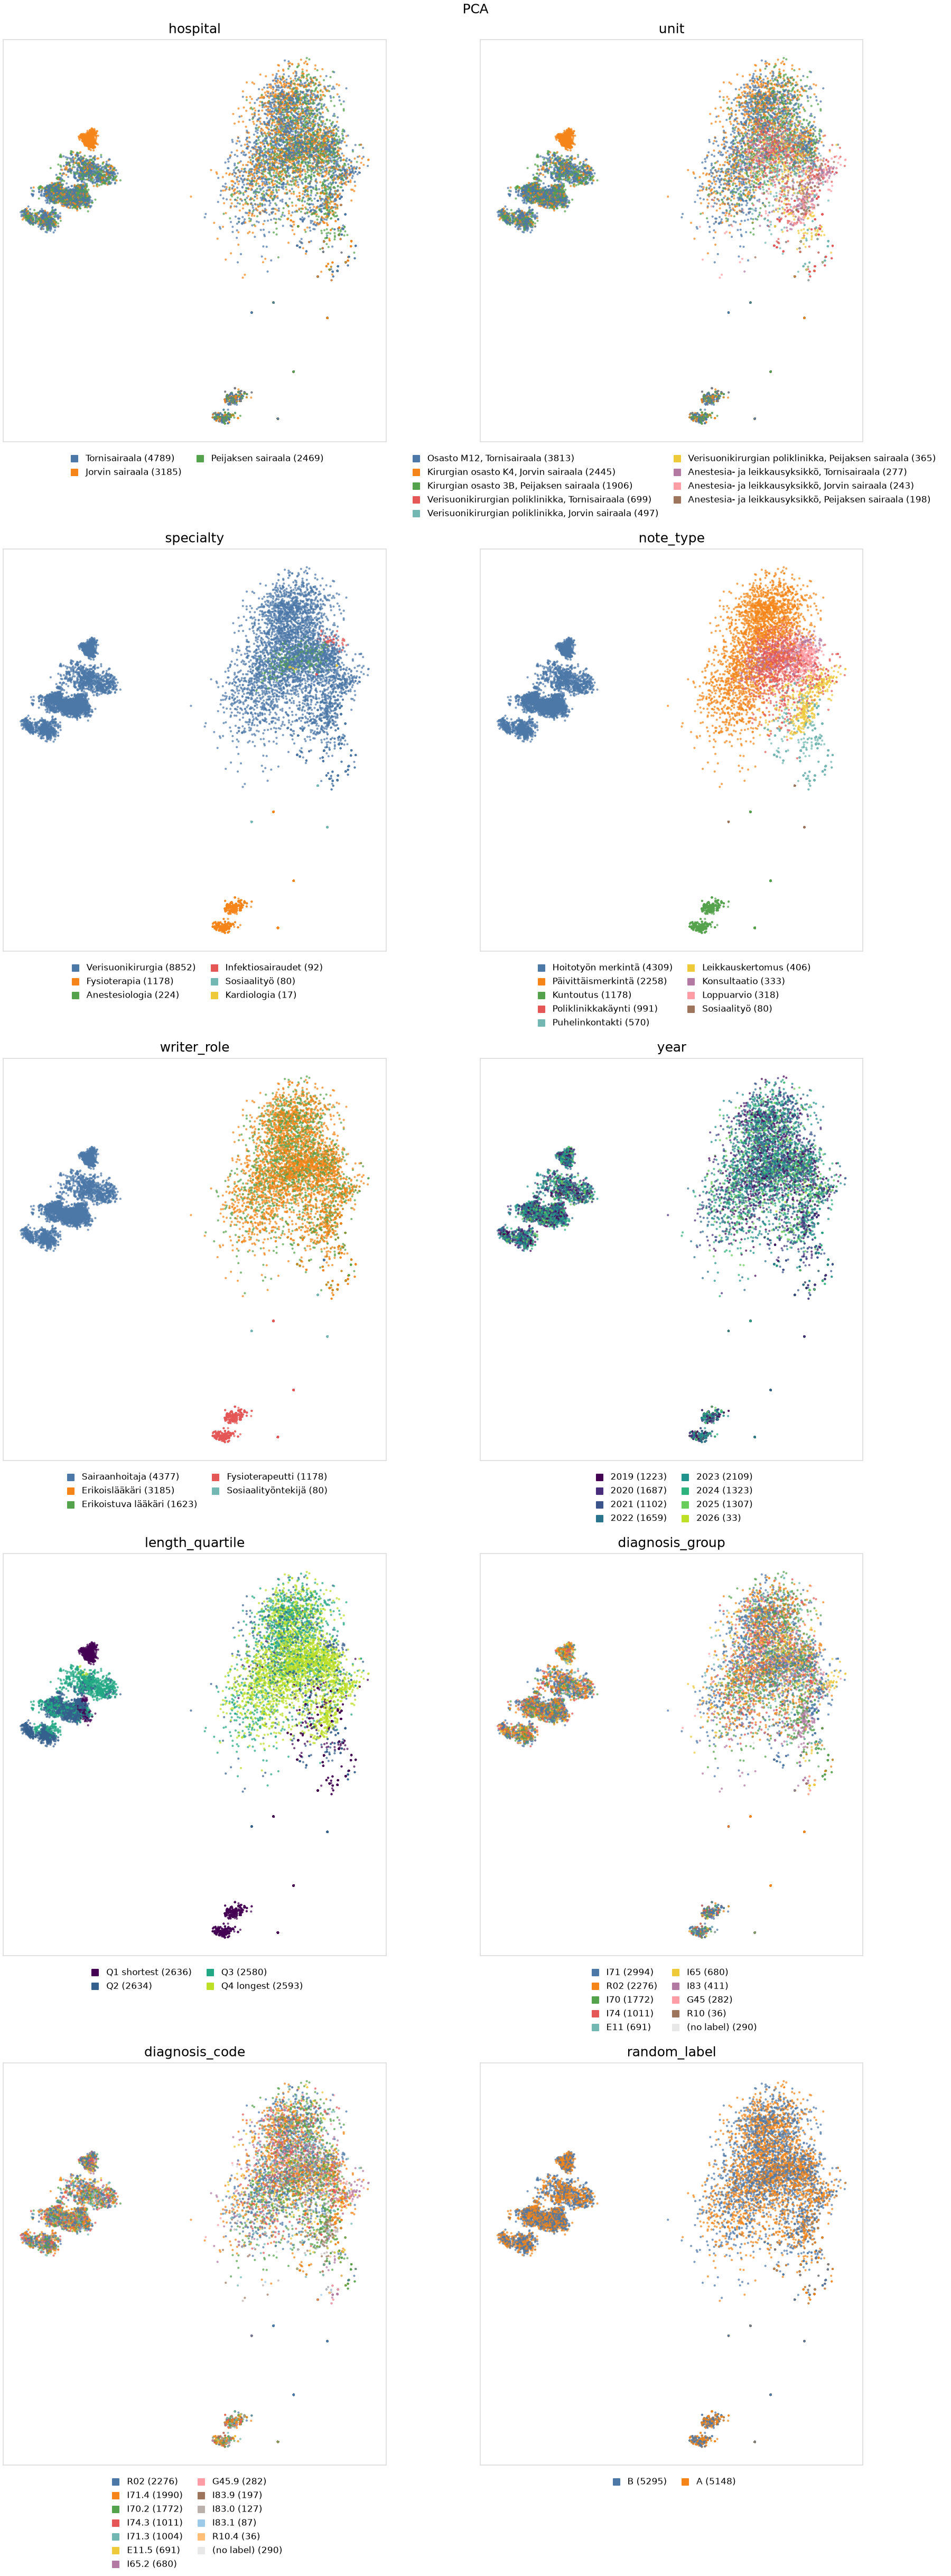 PCA
hospital
unit
Tornisairaala (4789)
Jorvin sairaala (3185)
Peijaksen sairaala (2469)
Osasto M12, Tornisairaala (3813)
Kirurgian osasto K4, Jorvin sairaala (2445)
Kirurgian osasto 3B, Peijaksen sairaala (1906)
Verisuonikirurgian poliklinikka, Tornisairaala (699)
Verisuonikirurgian poliklinikka, Jorvin sairaala (497)
Verisuonikirurgian poliklinikka, Peijaksen sairaala (365)
Anestesia- ja leikkausyksikkö, Tornisairaala (277)
Anestesia- ja leikkausyksikkö, Jorvin sairaala (243)
Anestesia- ja leikkausyksikkö, Peijaksen sairaala (198)
specialty
note_type
Verisuonikirurgia (8852)
Fysioterapia (1178)
Anestesiologia (224)
Infektiosairaudet (92)
Sosiaalityö (80)
Kardiologia (17)
Hoitotyön merkintä (4309)
Päivittäismerkintä (2258)
Kuntoutus (1178)
Poliklinikkakäynti (991)
Puhelinkontakti (570)
Leikkauskertomus (406)
Konsultaatio (333)
Loppuarvio (318)
Sosiaalityö (80)
writer_role
year
Sairaanhoitaja (4377)
Erikoislääkäri (3185)
Erikoistuva lääkäri (1623)
Fysioterapeutti (1178)
Sosiaalityöntekijä (80)
2019 (1223)
2020 (1687)
2021 (1102)
2022 (1659)
2023 (2109)
2024 (1323)
2025 (1307)
2026 (33)
length_quartile
diagnosis_group
Q1 shortest (2636)
Q2 (2634)
Q3 (2580)
Q4 longest (2593)
I71 (2994)
R02 (2276)
I70 (1772)
I74 (1011)
E11 (691)
I65 (680)
I83 (411)
G45 (282)
R10 (36)
(no label) (290)
diagnosis_code
random_label
R02 (2276)
I71.4 (1990)
I70.2 (1772)
I74.3 (1011)
I71.3 (1004)
E11.5 (691)
I65.2 (680)
G45.9 (282)
I83.9 (197)
I83.0 (127)
I83.1 (87)
R10.4 (36)
(no label) (290)
B (5295)
A (5148)